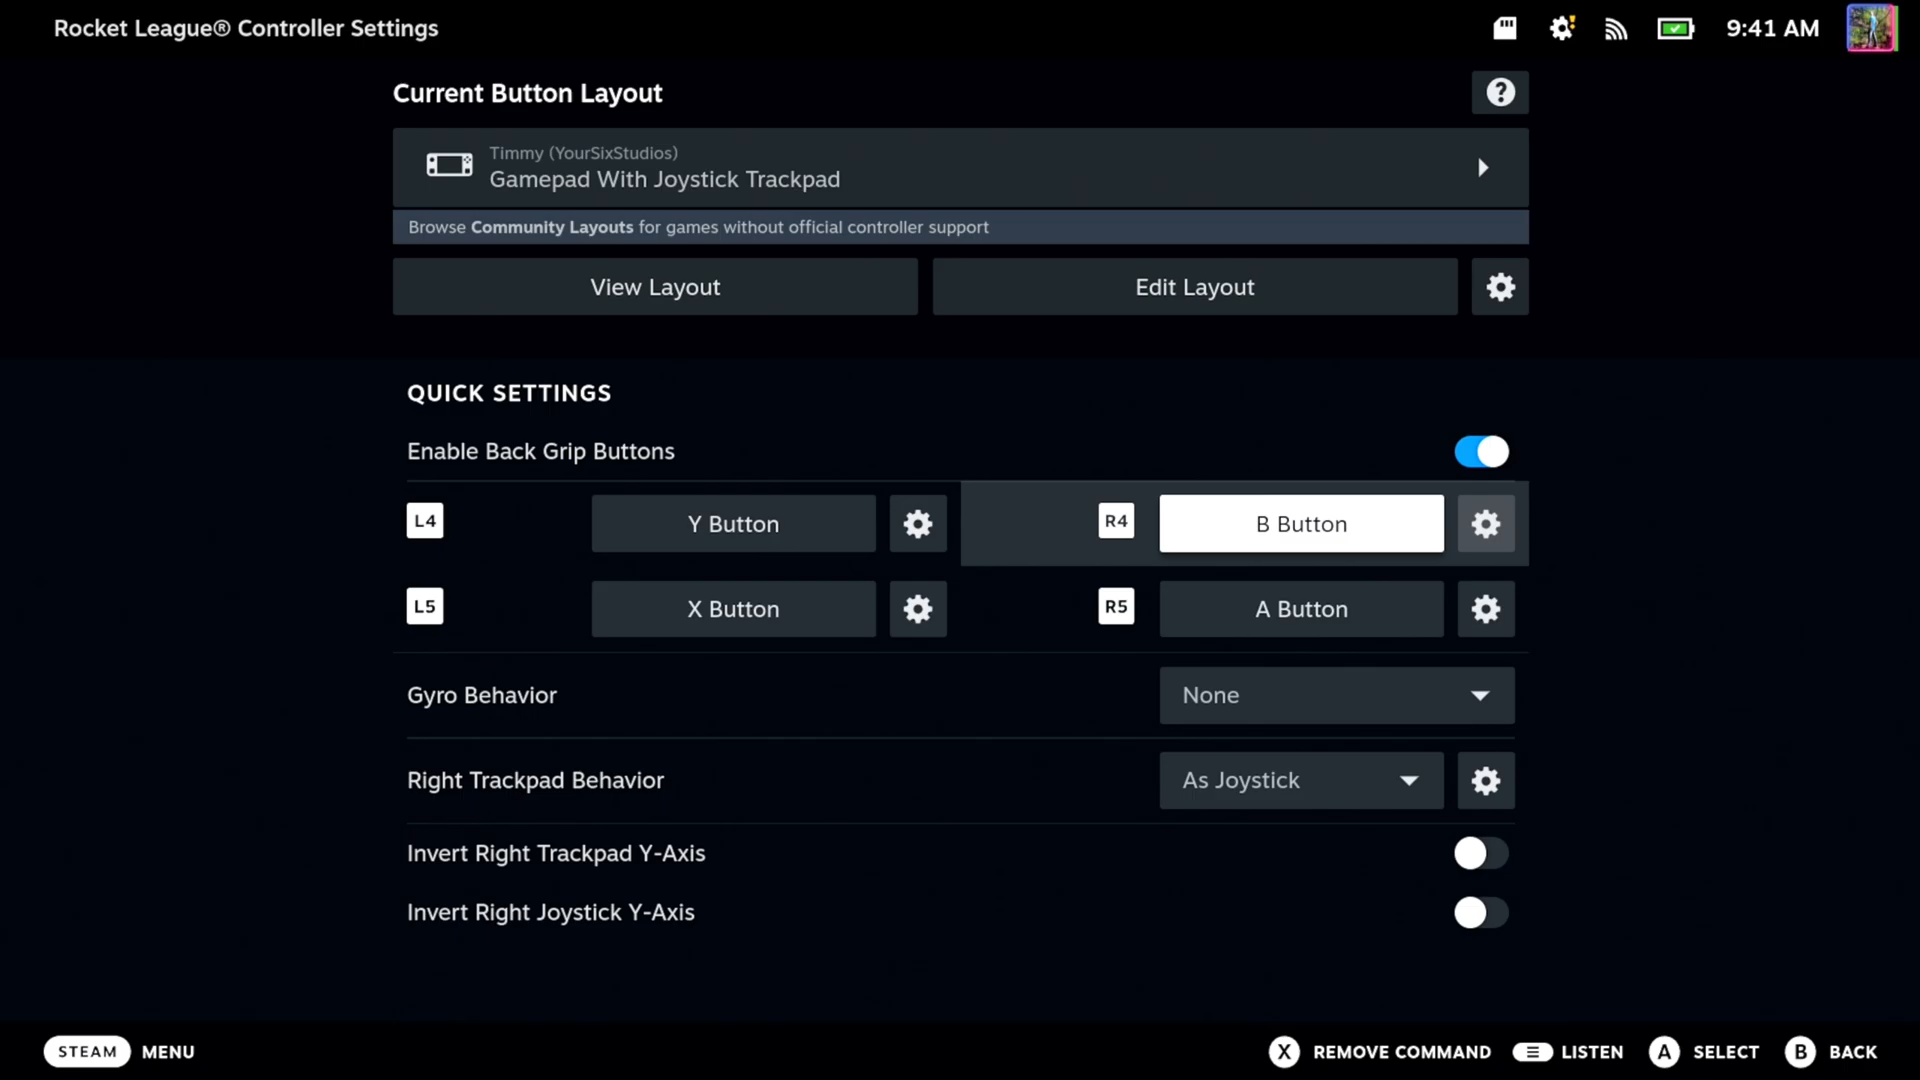 Rocket League® Controller Settings
9:41 AM
Current Button Layout
?
Timmy (YourSixStudios)
Gamepad With Joystick Trackpad
Browse Community Layouts for games without official controller support
View Layout
Edit Layout
QUICK SETTINGS
Enable Back Grip Buttons
L4 Y Button R4 B Button
L5 X Button R5 A Button
Gyro Behavior None
Right Trackpad Behavior As Joystick
Invert Right Trackpad Y-Axis
Invert Right Joystick Y-Axis
STEAM MENU X REMOVE COMMAND LISTEN A SELECT B BACK